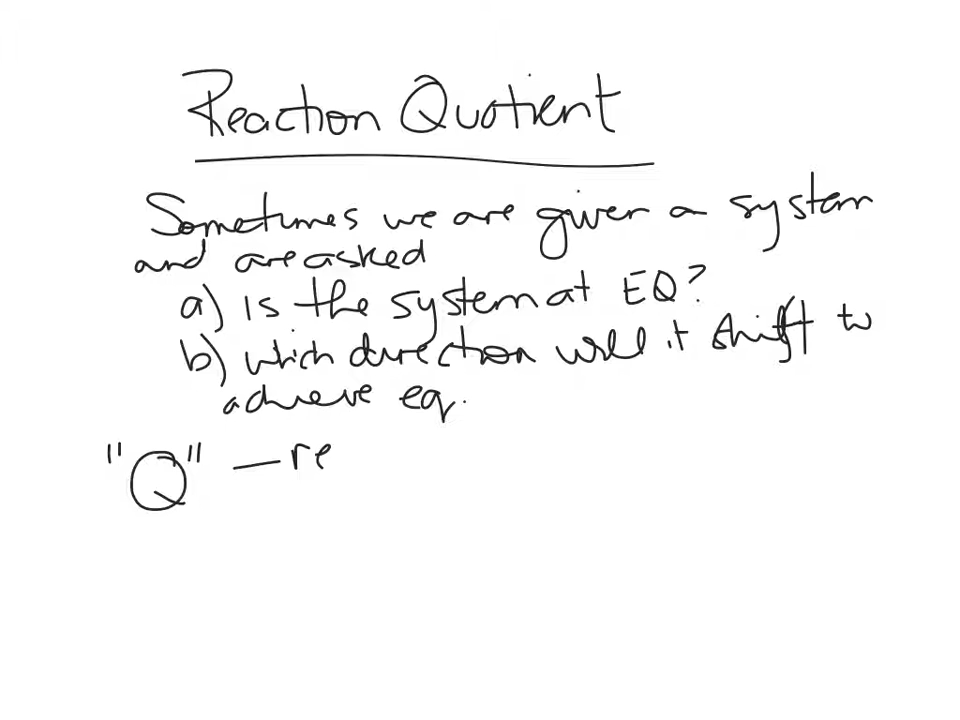 Reaction Quotient
Sometimes we are given a system
and are asked
a) Is the system at EQ?
b) which direction will it shift to
achieve eq.
"Q" — re